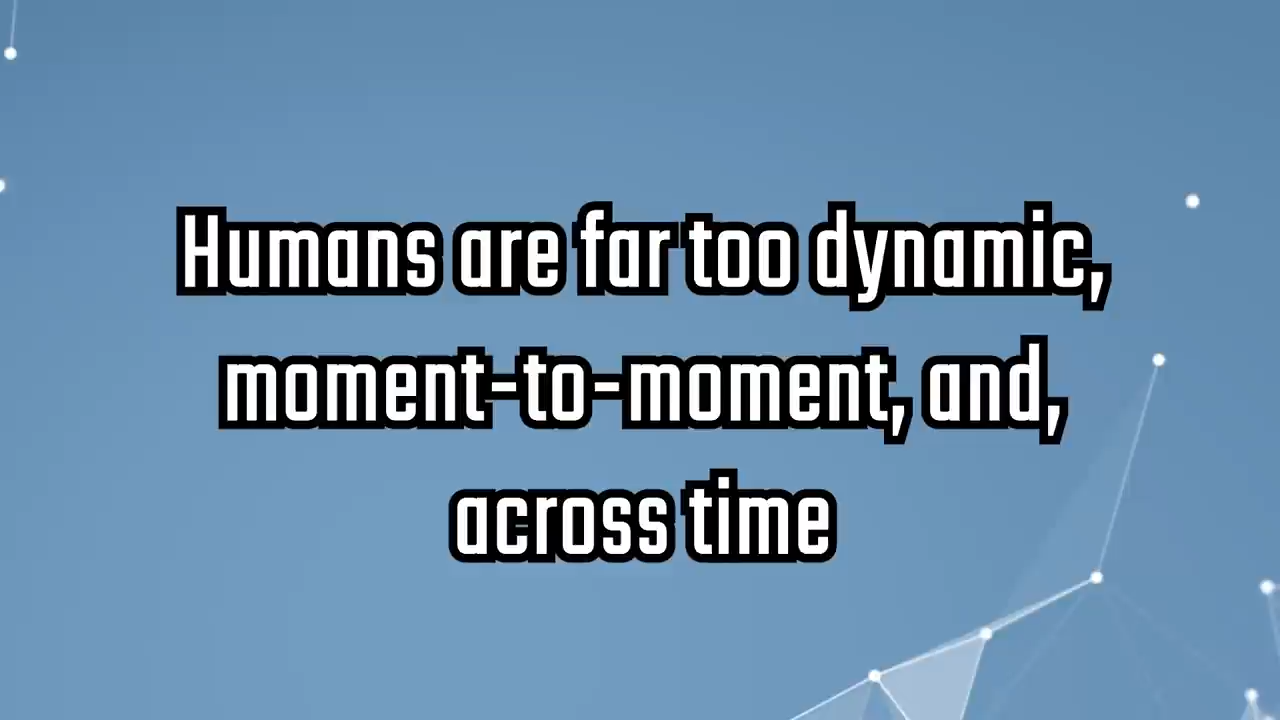 Humans are far too dynamic,
moment-to-moment, and,
across time